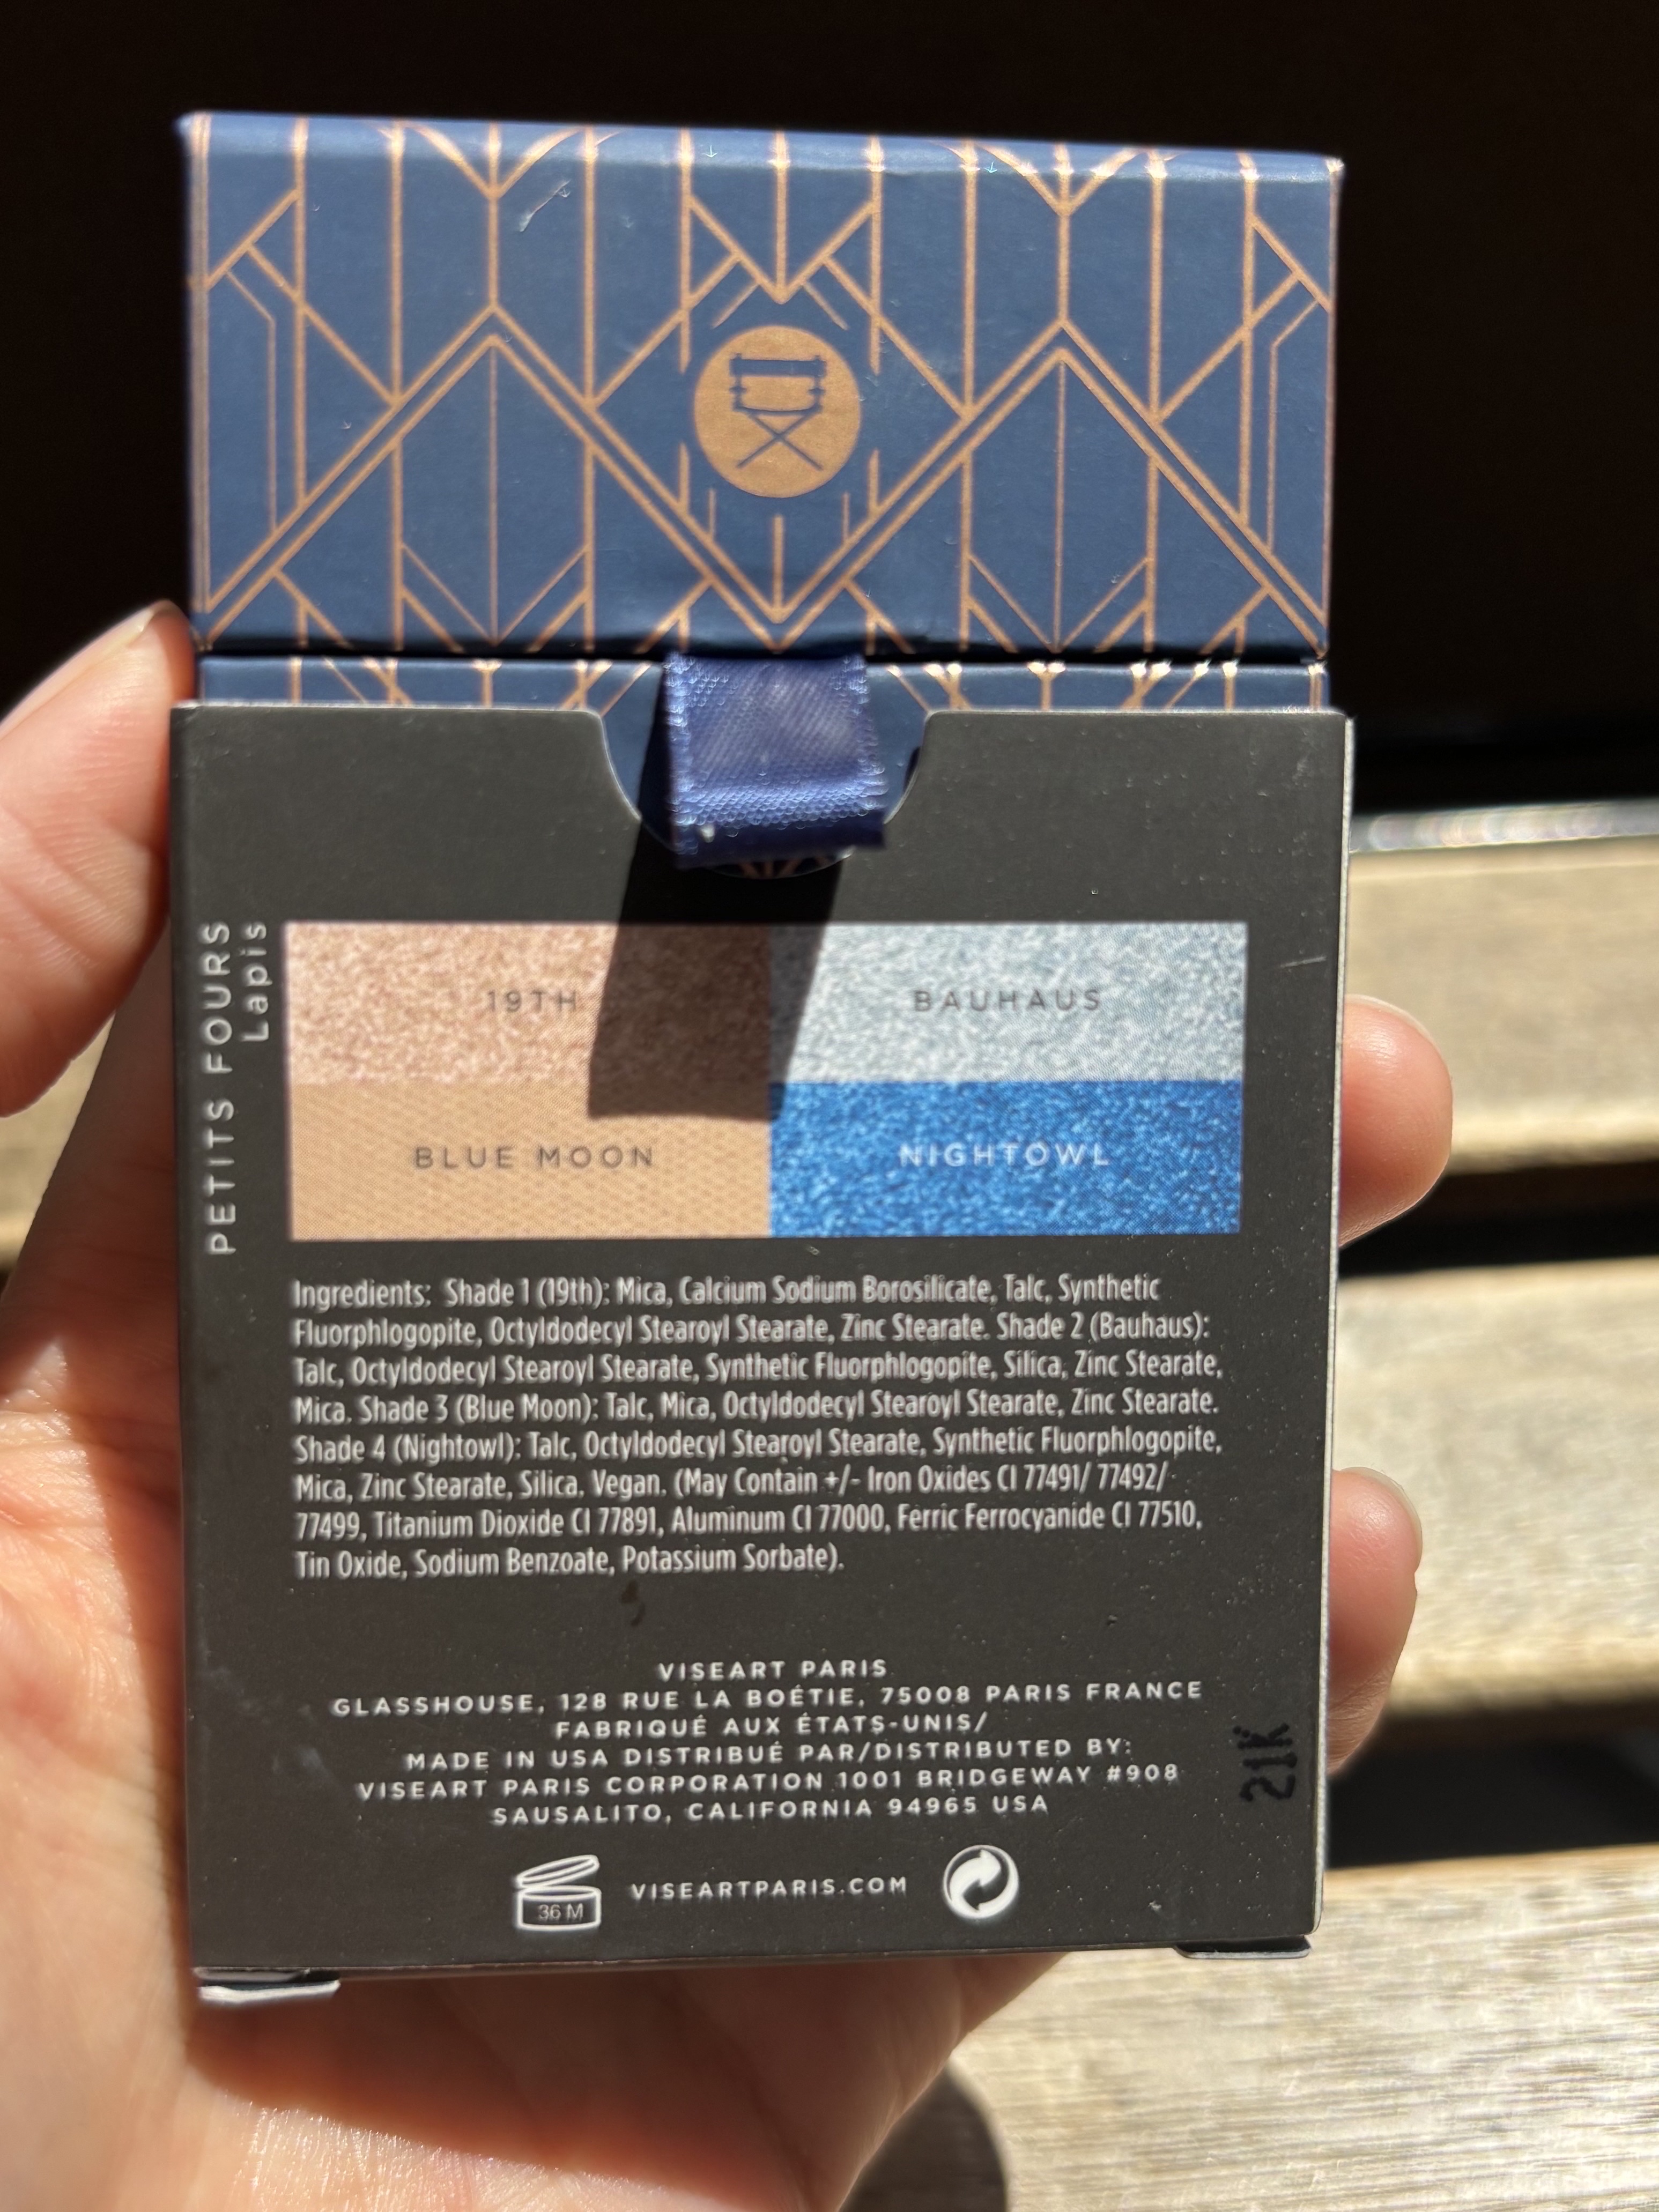 PETITS FOURS
Lapis
19TH
BAUHAUS
BLUE MOON
NIGHTOWL
Ingredients: Shade 1 (19th): Mica, Calcium Sodium Borosilicate, Talc, Synthetic
Fluorphlogopite, Octyldodecyl Stearoyl Stearate, Zinc Stearate. Shade 2 (Bauhaus):
Talc, Octyldodecyl Stearoyl Stearate, Synthetic Fluorphlogopite, Silica, Zinc Stearate,
Mica. Shade 3 (Blue Moon): Talc, Mica, Octyldodecyl Stearoyl Stearate, Zinc Stearate.
Shade 4 (Nightowl): Talc, Octyldodecyl Stearoyl Stearate, Synthetic Fluorphlogopite,
Mica, Zinc Stearate, Silica. Vegan. (May Contain +/- Iron Oxides CI 77491/ 77492/
77499, Titanium Dioxide CI 77891, Aluminum CI 77000, Ferric Ferrocyanide CI 77510,
Tin Oxide, Sodium Benzoate, Potassium Sorbate).
VISEART PARIS
GLASSHOUSE, 128 RUE LA BOÉTIE, 75008 PARIS FRANCE
FABRIQUÉ AUX ÉTATS-UNIS/
MADE IN USA DISTRIBUÉ PAR/DISTRIBUTED BY:
VISEART PARIS CORPORATION 1001 BRIDGEWAY #908
SAUSALITO, CALIFORNIA 94965 USA
21K
36 M
VISEARTPARIS.COM